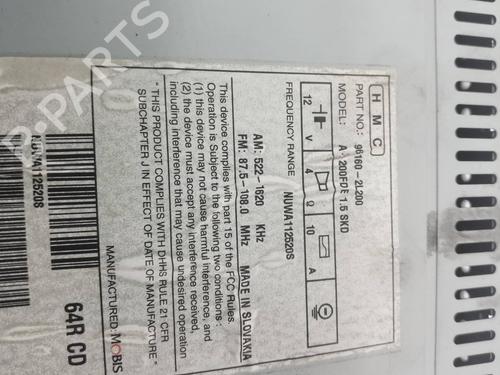 H M C
PART NO.: 96160-2L200
MODEL: A-200FDE 1.5 SKD
12 V 4 Ω 10 A
NUWA112520S
FREQUENCY RANGE
AM: 522-1620 KHz
FM: 87.5-108.0 MHz MADE IN SLOVAKIA
This device complies with part 15 of the FCC Rules.
Operation is Subject to the following two conditions :
(1) this device may not cause harmful interference, and
(2) the device must accept any interference received,
including interference that may cause undesired operation
* THIS PRODUCT COMPLIES WITH DHHS RULE 21 CFR
SUBCHAPTER J IN EFFECT OF DATE OF MANUFACTURE. *
MANUFACTURED: MOBIS
64R CD
NUWA112520S
B-PARTS